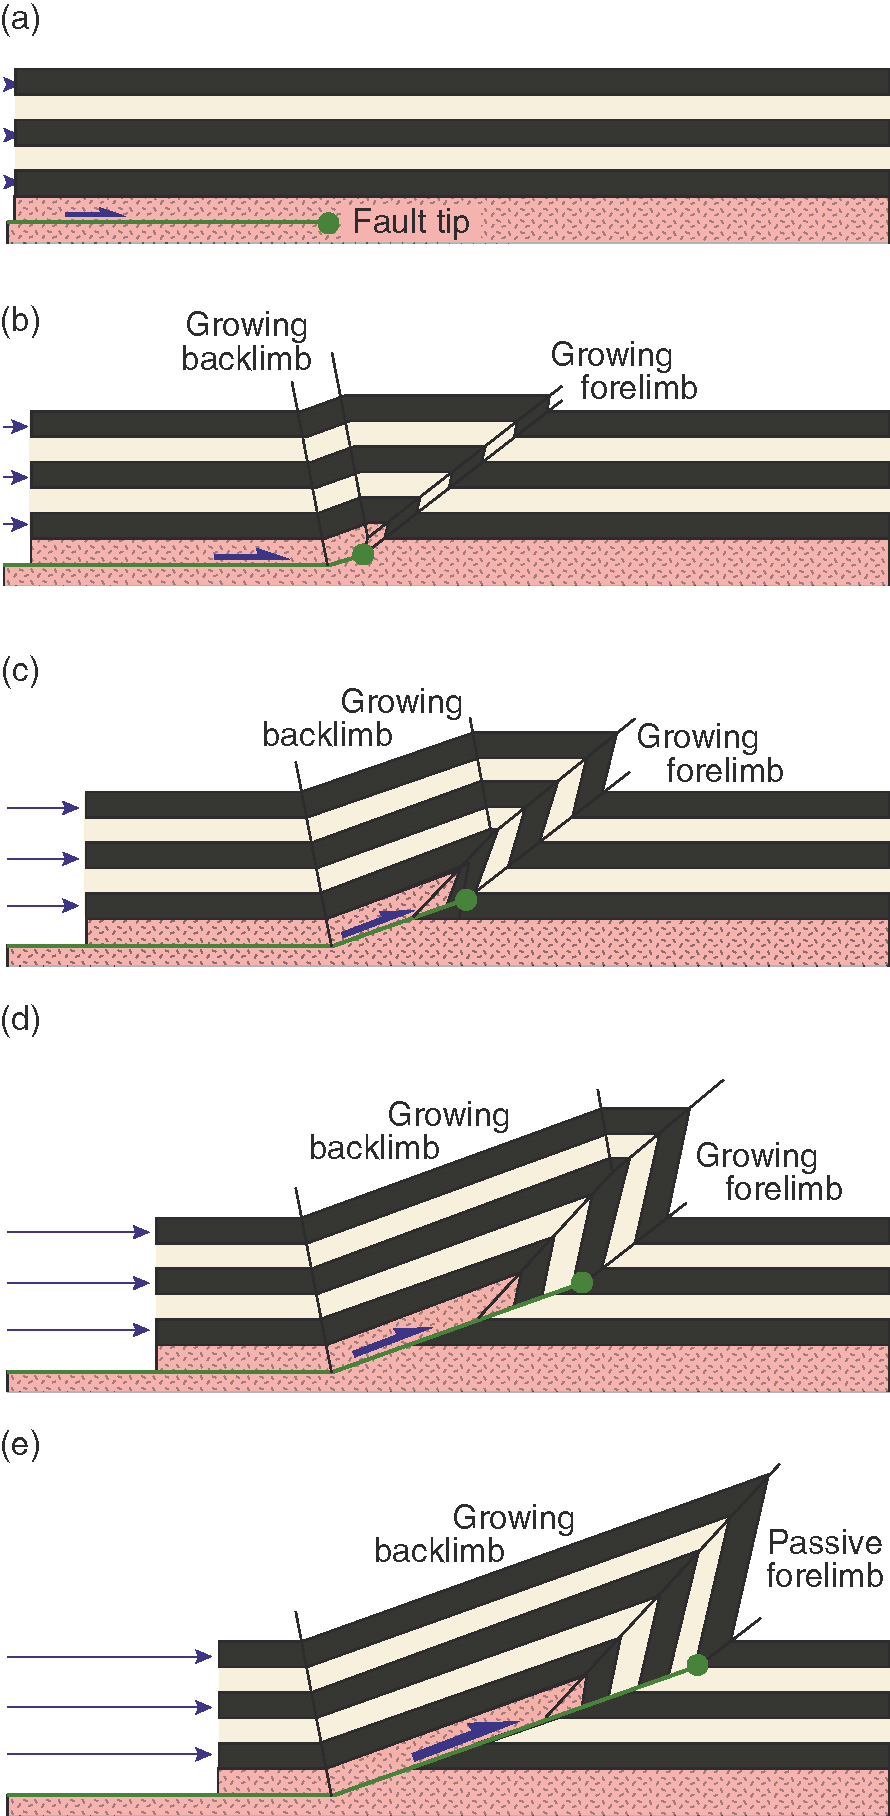 (a)
Fault tip
(b)
Growing
backlimb
Growing
forelimb
(c)
Growing
backlimb
Growing
forelimb
(d)
Growing
backlimb
Growing
forelimb
(e)
Growing
backlimb
Passive
forelimb